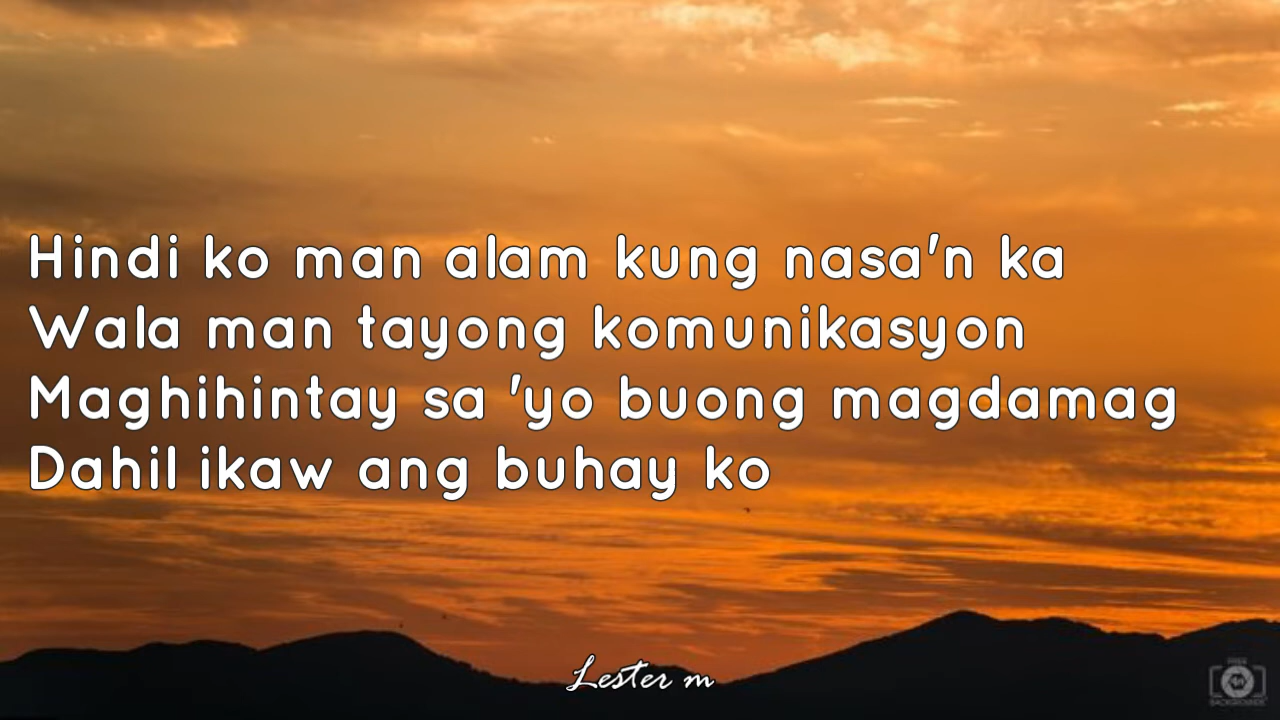 Hindi ko man alam kung nasa'n ka
Wala man tayong komunikasyon
Maghihintay sa 'yo buong magdamag
Dahil ikaw ang buhay ko
Lester m